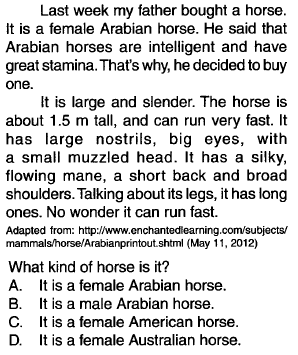 Last week my father bought a horse.
It is a female Arabian horse. He said that
Arabian horses are intelligent and have
great stamina. That's why, he decided to buy
one.
It is large and slender. The horse is
about 1.5 m tall, and can run very fast. It
has large nostrils, big eyes, with
a small muzzled head. It has a silky,
flowing mane, a short back and broad
shoulders. Talking about its legs, it has long
ones. No wonder it can run fast.
Adapted from: http://www.enchantedlearning.com/subjects/
mammals/horse/Arabianprintout.shtml (May 11, 2012)
What kind of horse is it?
A. It is a female Arabian horse.
B. It is a male Arabian horse.
C. It is a female American horse.
D. It is a female Australian horse.